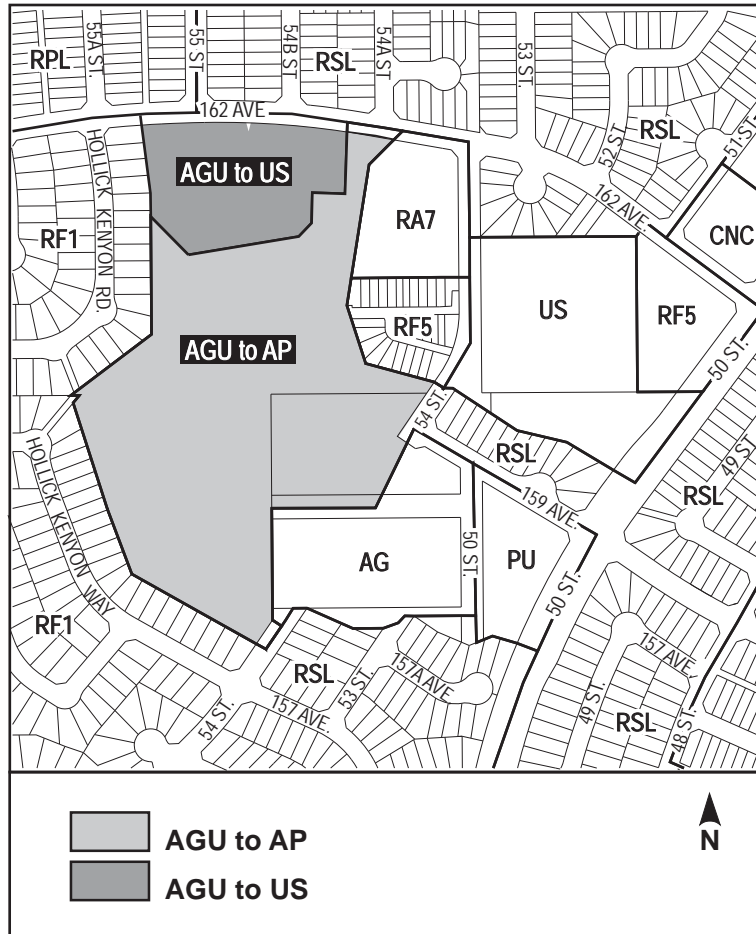 RPL
55A ST.
55 ST.
54B ST
RSL
54A ST
53 ST.
52 ST.
RSL
51 ST.
162 AVE
HOLLICK KENYON RD.
AGU to US
RF1
RA7
162 AVE.
CNC
US
RF5
RF5
AGU to AP
50 ST.
54 ST.
RSL
49 ST.
RSL
HOLLICK KENYON WAY
159 AVE.
50 ST.
AG
PU
50 ST.
RF1
RSL
157A AVE
157 AVE.
53 ST.
54 ST.
157 AVE.
49 ST.
RSL
48 ST.
AGU to AP
AGU to US
N